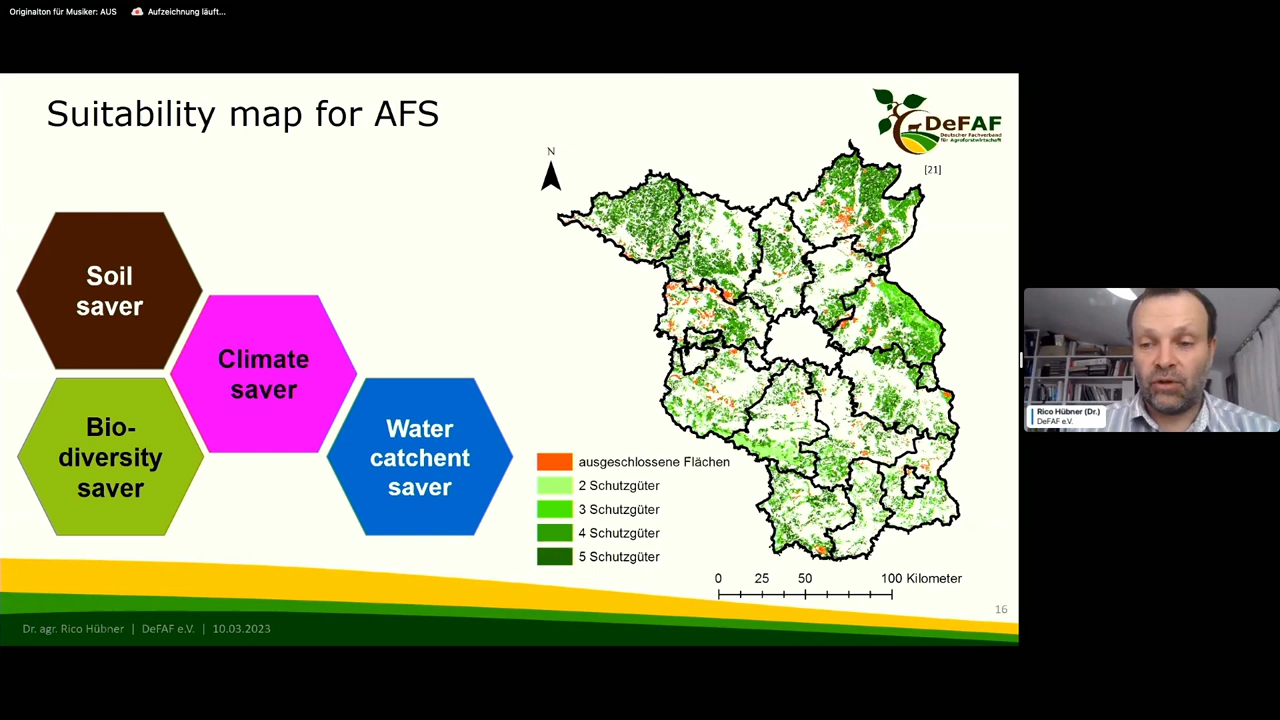 Originalton für Musiker: AUS
Aufzeichnung läuft...
Suitability map for AFS
DeFAF
Deutscher Fachverband
für Agroforstwirtschaft
[21]
N
Soil
saver
Climate
saver
Bio-
diversity
saver
Water
catchent
saver
ausgeschlossene Flächen
2 Schutzgüter
3 Schutzgüter
4 Schutzgüter
5 Schutzgüter
0 25 50 100 Kilometer
16
Dr. agr. Rico Hübner | DeFAF e.V. | 10.03.2023
Rico Hübner (Dr.)
DeFAF e.V.